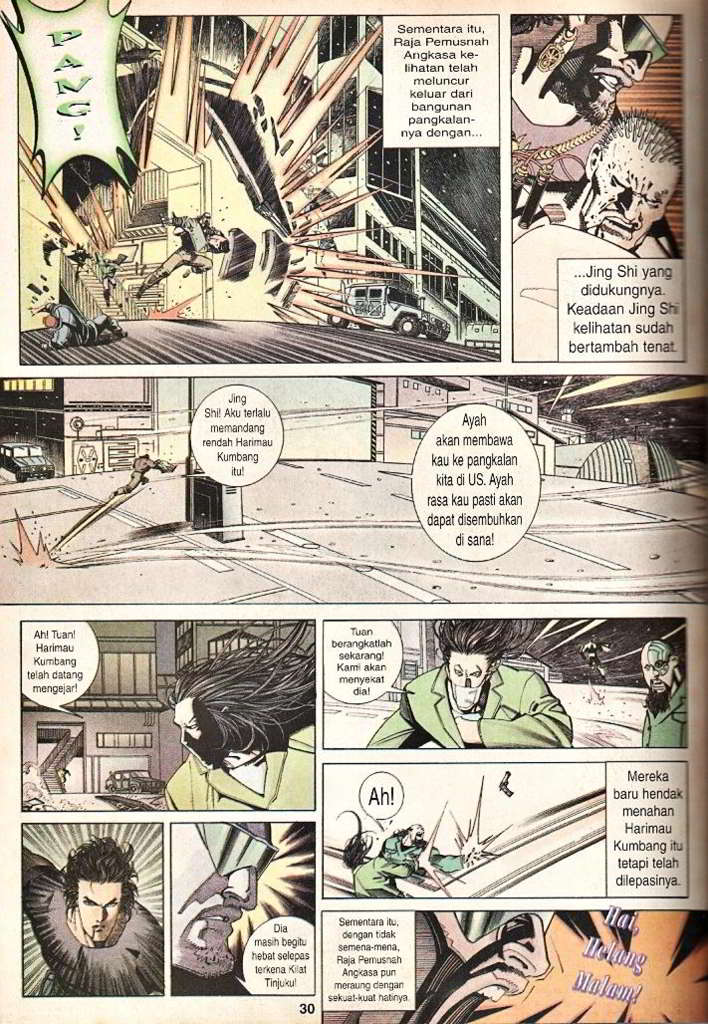 PANG!
Sementara itu,
Raja Pemusnah
Angkasa ke-
lihatan telah
meluncur
keluar dari
bangunan
pangkalan-
nya dengan...
...Jing Shi yang
didukungnya.
Keadaan Jing Shi
kelihatan sudah
bertambah tenat.
Jing
Shi! Aku terlalu
memandang
rendah Harimau
Kumbang
itu!
Ayah
akan membawa
kau ke pangkalan
kita di US. Ayah
rasa kau pasti akan
dapat disembuhkan
di sana!
Ah! Tuan!
Harimau
Kumbang
telah datang
mengejar!
Tuan
berangkatlah
sekarang!
Kami akan
menyekat
dia!
Ah!
Mereka
baru hendak
menahan
Harimau
Kumbang itu
tetapi telah
dilepasinya.
Dia
masih begitu
hebat selepas
terkena Kilat
Tinjuku!
Sementara itu,
dengan tidak
semena-mena,
Raja Pemusnah
Angkasa pun
meraung dengan
sekuat-kuat hatinya.
Hai,
Helang
Malam!
30